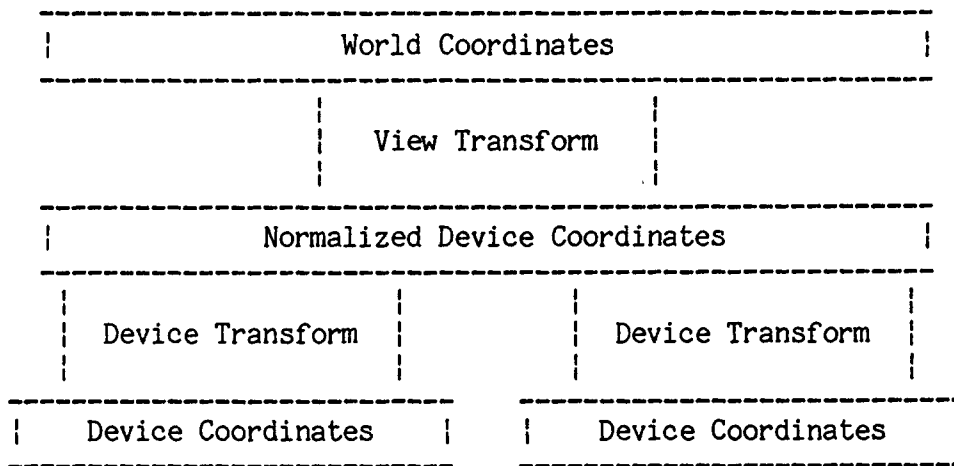 World Coordinates
View Transform
Normalized Device Coordinates
Device Transform Device Transform
Device Coordinates Device Coordinates